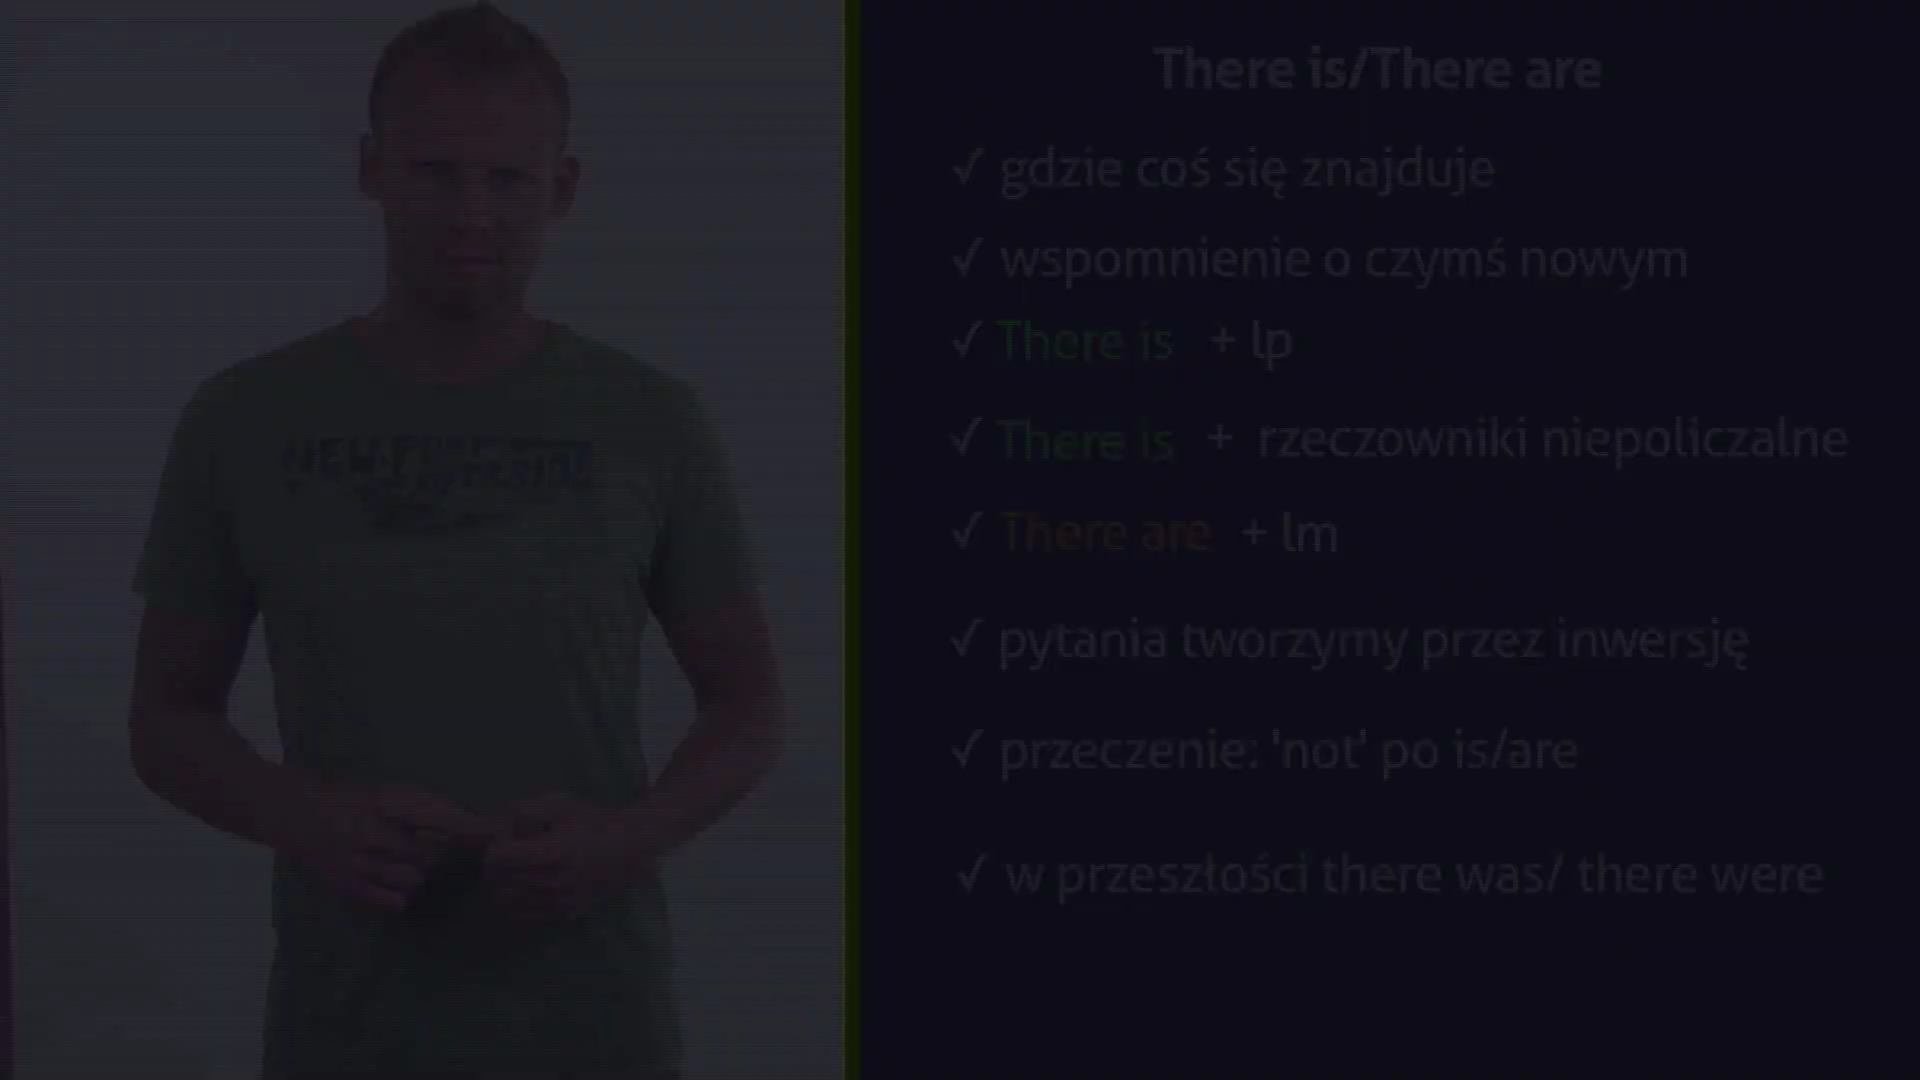 There is/There are
✓ gdzie coś się znajduje
✓ wspomnienie o czymś nowym
✓ There is + lp
✓ There is + rzeczowniki niepoliczalne
✓ There are + lm
✓ pytania tworzymy przez inwersję
✓ przeczenie: 'not' po is/are
✓ w przeszłości there was/ there were